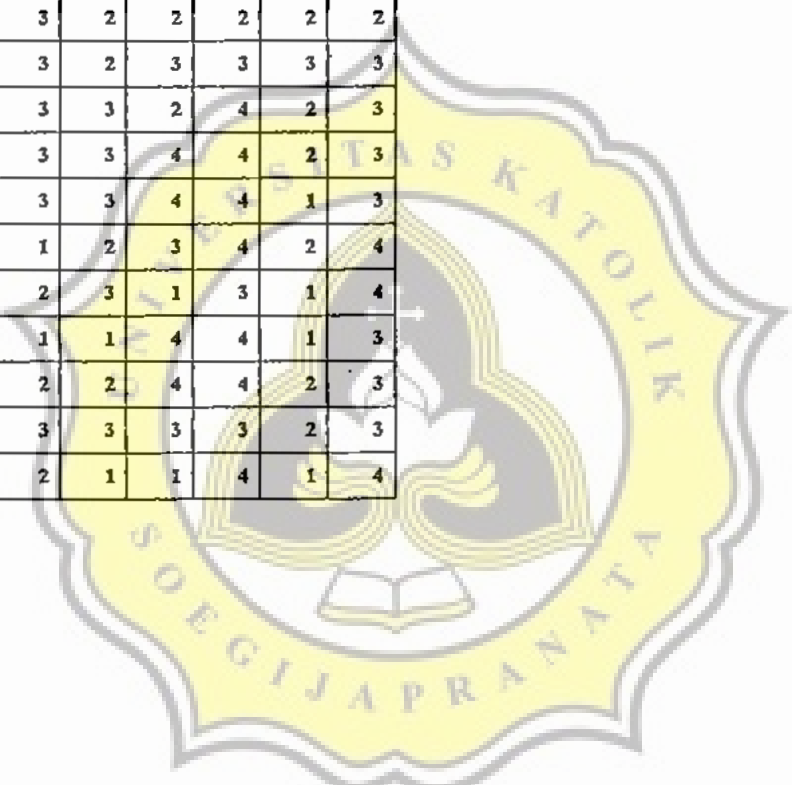 3 2 2 2 2 2
3 2 3 3 3 3
3 3 2 4 2 3
3 3 4 4 2 3
3 3 4 4 1 3
1 2 3 4 2 4
2 3 1 3 1 4
1 1 4 4 1 3
2 2 4 4 2 3
3 3 3 3 2 3
2 1 1 4 1 4
UNIVERSITAS KATOLIK
SOEGIJAPRANATA